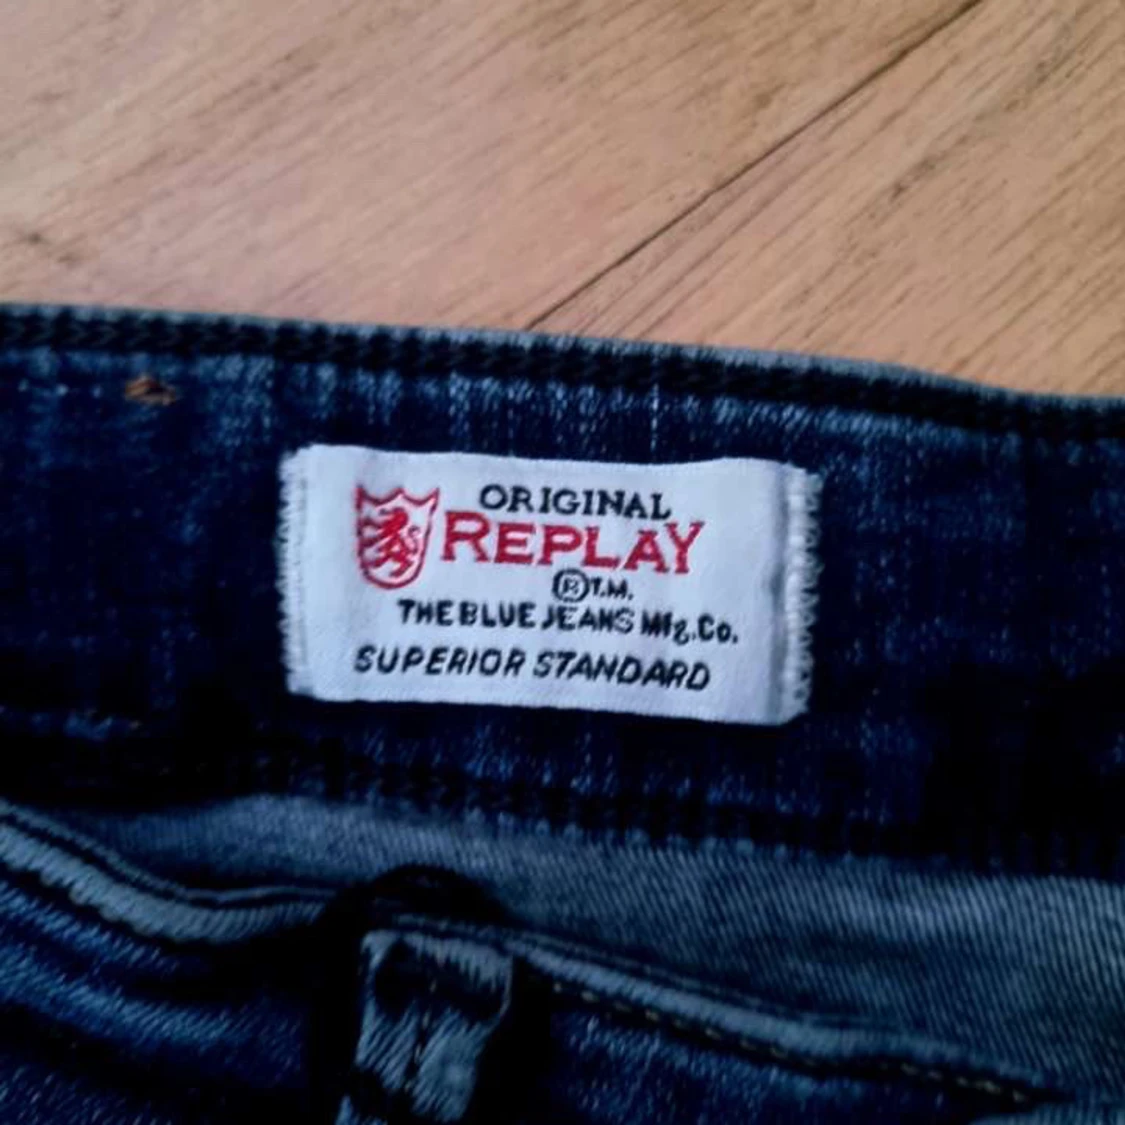 ORIGINAL
REPLAY
® T.M.
THE BLUE JEANS Mfg. Co.
SUPERIOR STANDARD